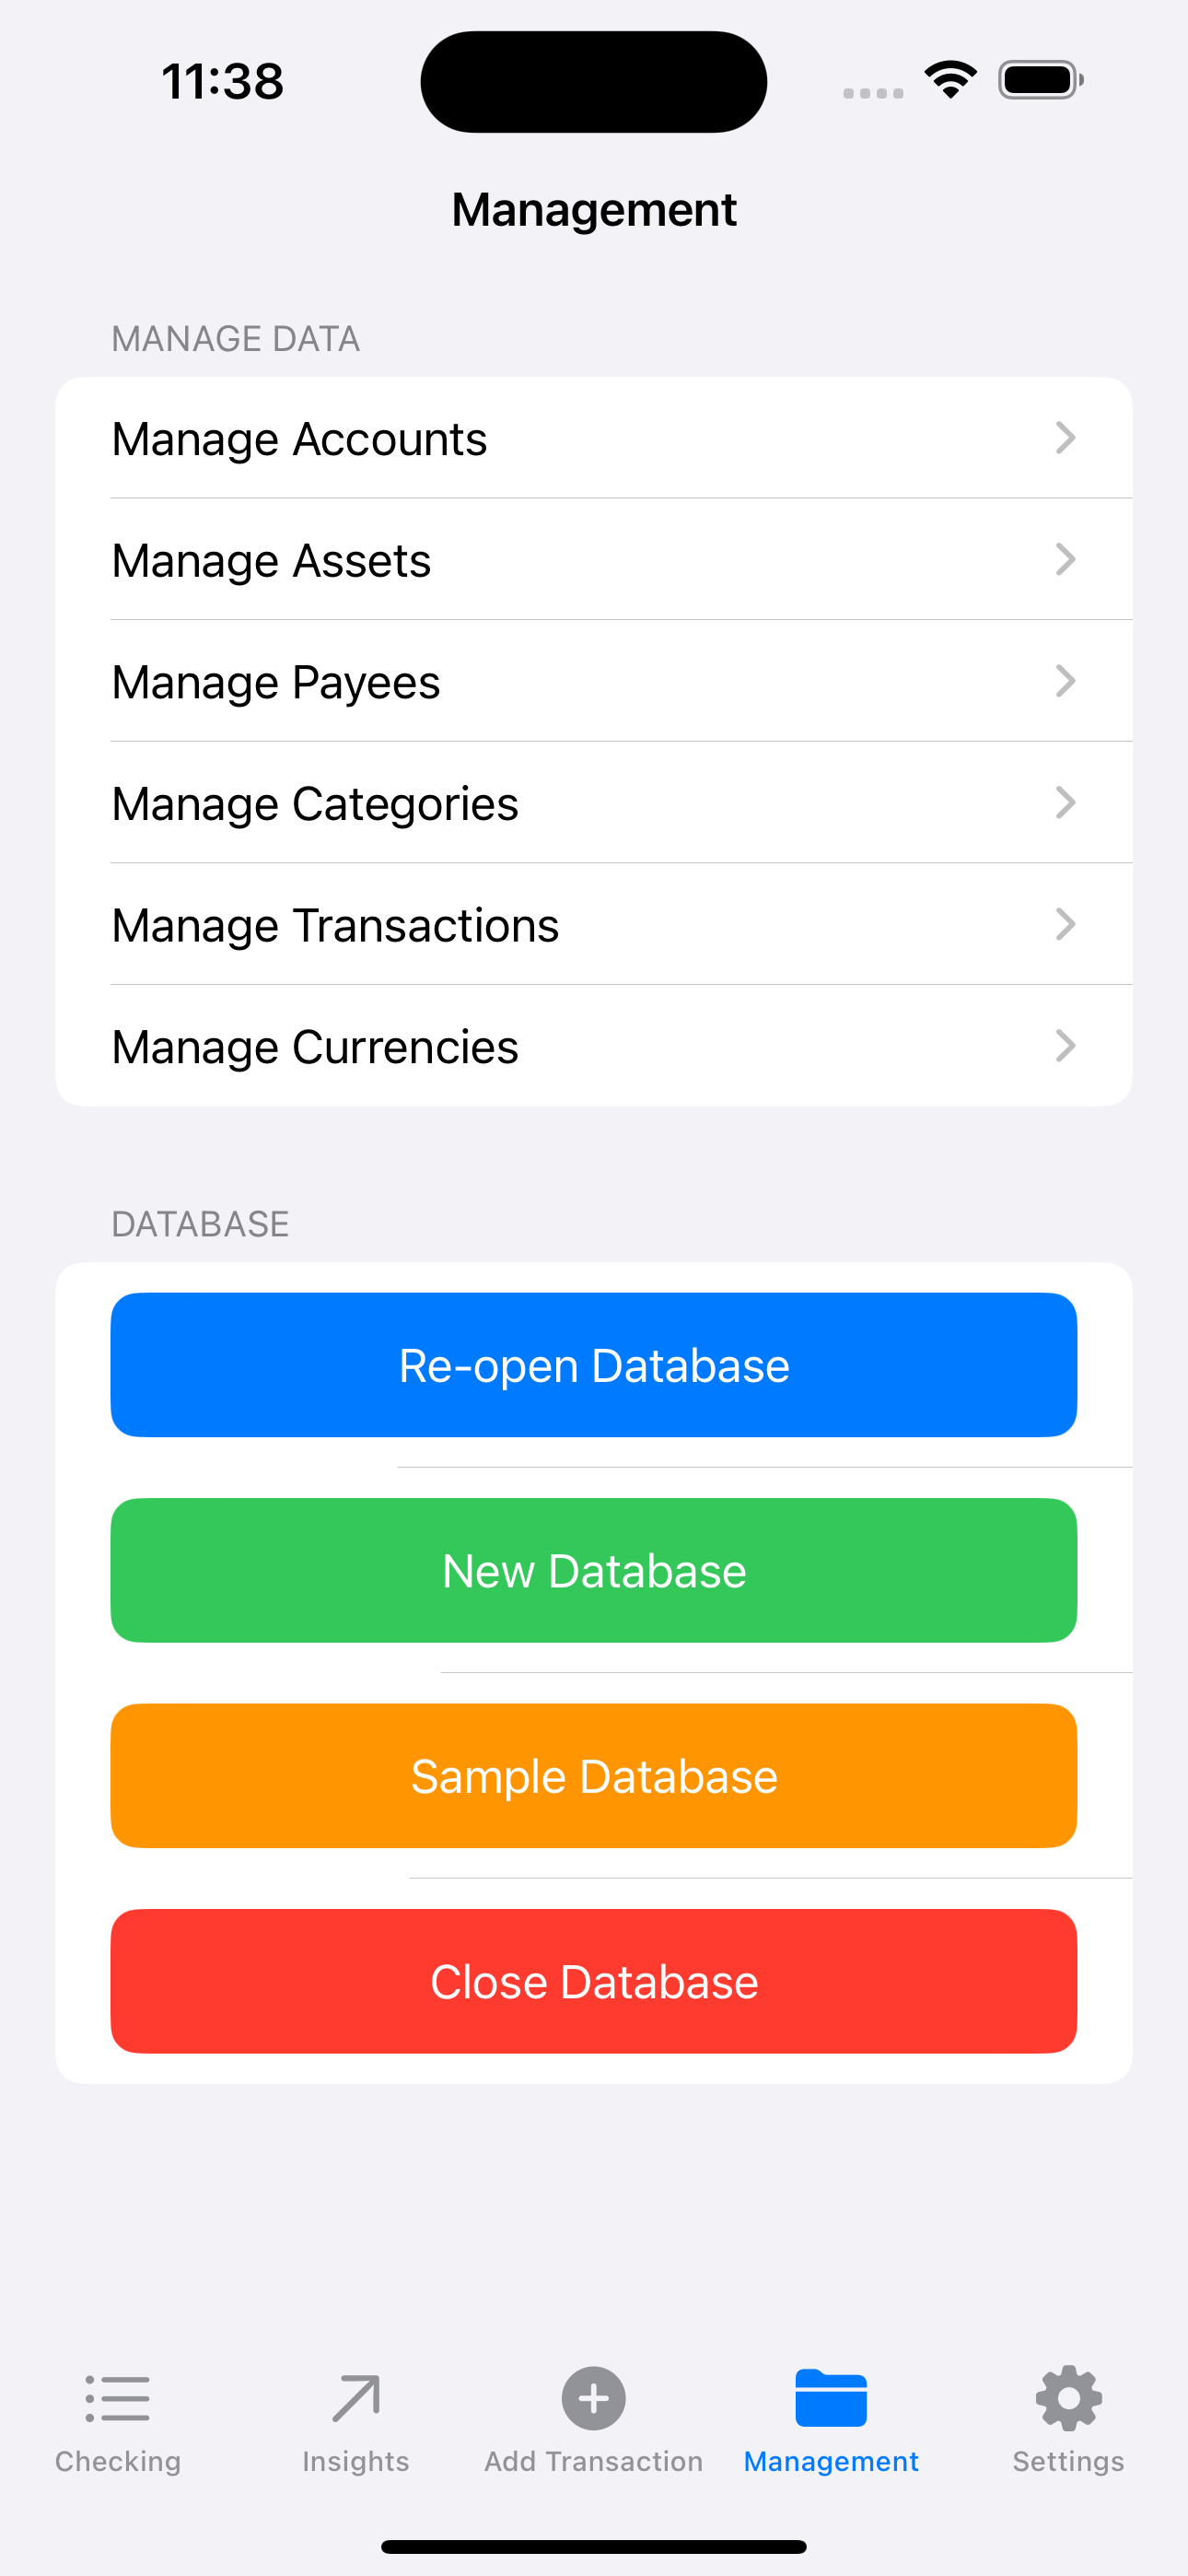 11:38
Management
MANAGE DATA
Manage Accounts
Manage Assets
Manage Payees
Manage Categories
Manage Transactions
Manage Currencies
DATABASE
Re-open Database
New Database
Sample Database
Close Database
Checking
Insights
Add Transaction
Management
Settings